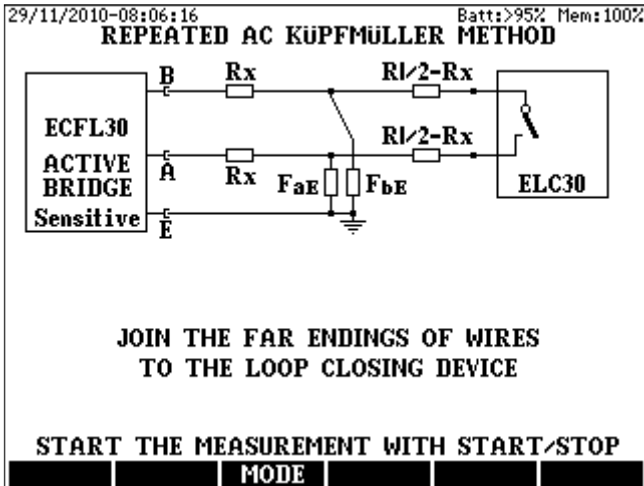 29/11/2010-08:06:16 Batt:>95% Mem:100%
REPEATED AC KÜPFMÜLLER METHOD
B Rx Rl/2-Rx
ECFL30
ACTIVE
BRIDGE
Sensitive
A Rx Rl/2-Rx
FaE FbE
E
ELC30
JOIN THE FAR ENDINGS OF WIRES
TO THE LOOP CLOSING DEVICE
START THE MEASUREMENT WITH START/STOP
MODE